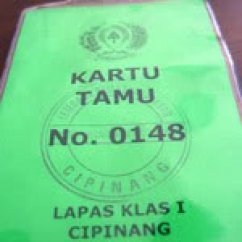 KARTU
TAMU
No. 0148
CIPINANG
LAPAS KLAS I
CIPINANG